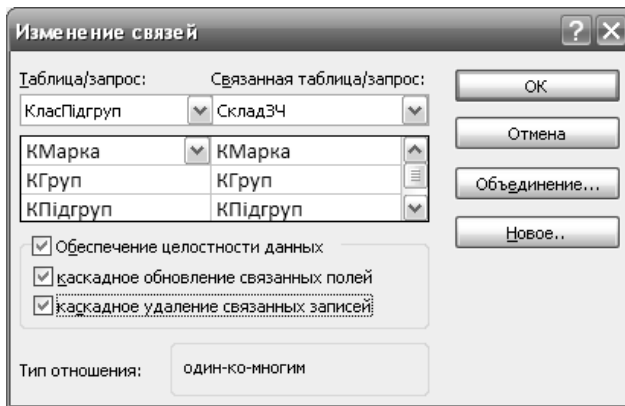 Изменение связей
Таблица/запрос: Связанная таблица/запрос:
КласПідгруп СкладЗЧ
КМарка КМарка
КГруп КГруп
КПідгруп КПідгруп
Обеспечение целостности данных
каскадное обновление связанных полей
каскадное удаление связанных записей
Тип отношения: один-ко-многим
ОК
Отмена
Объединение...
Новое..